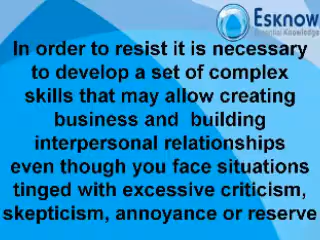 Esknow
Essential Knowledge
In order to resist it is necessary
to develop a set of complex
skills that may allow creating
business and building
interpersonal relationships
even though you face situations
tinged with excessive criticism,
skepticism, annoyance or reserve